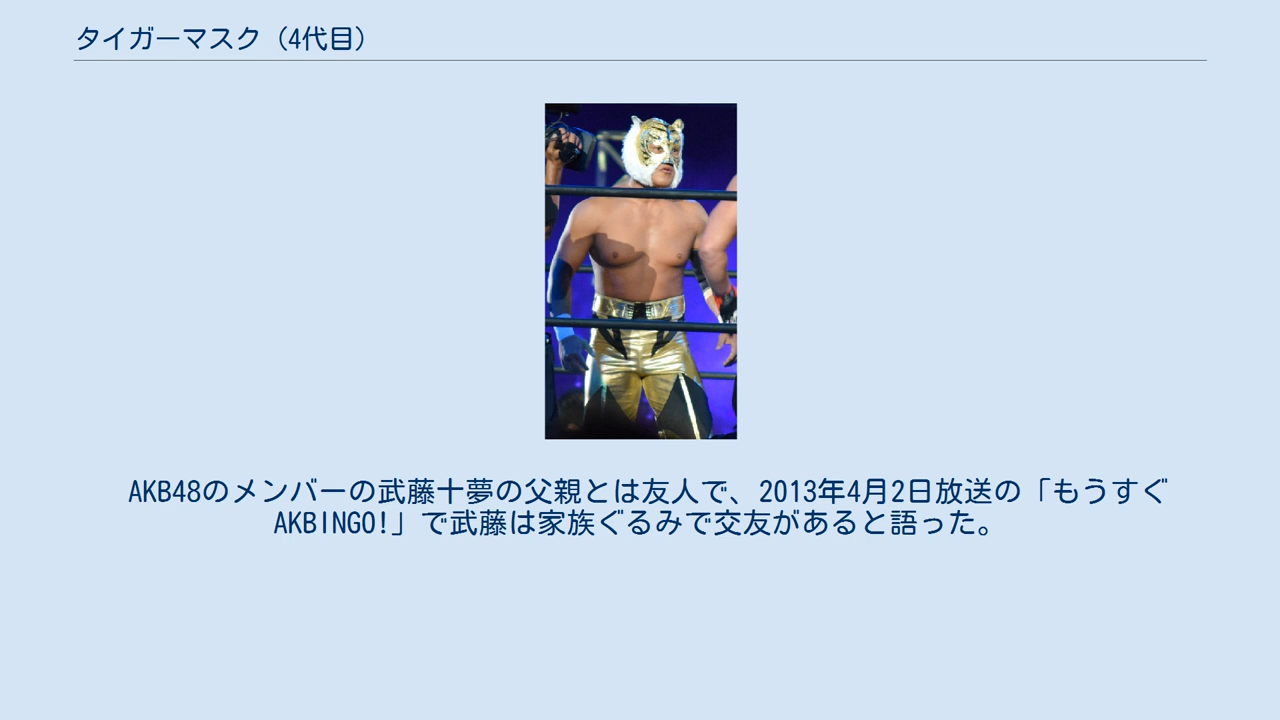 タイガーマスク（4代目）
AKB48のメンバーの武藤十夢の父親とは友人で、2013年4月2日放送の「もうすぐ
AKBINGO!」で武藤は家族ぐるみで交友があると語った。